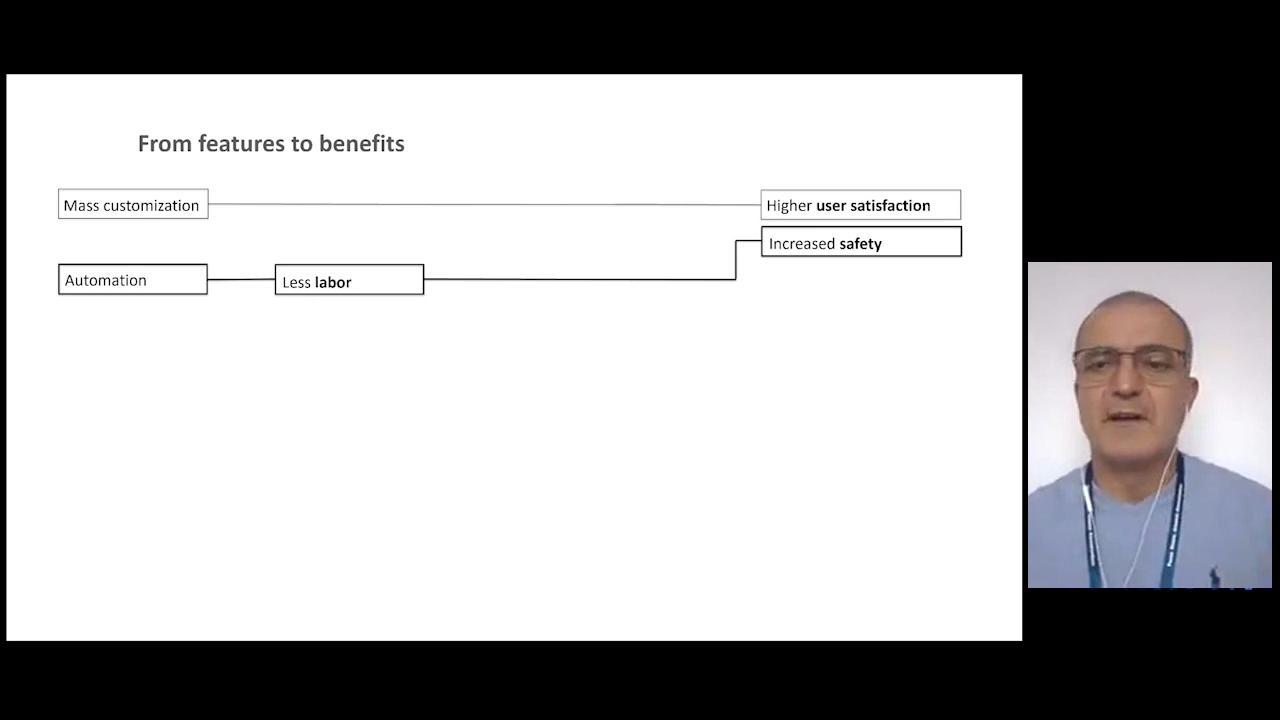 From features to benefits
Mass customization
Higher user satisfaction
Increased safety
Automation
Less labor